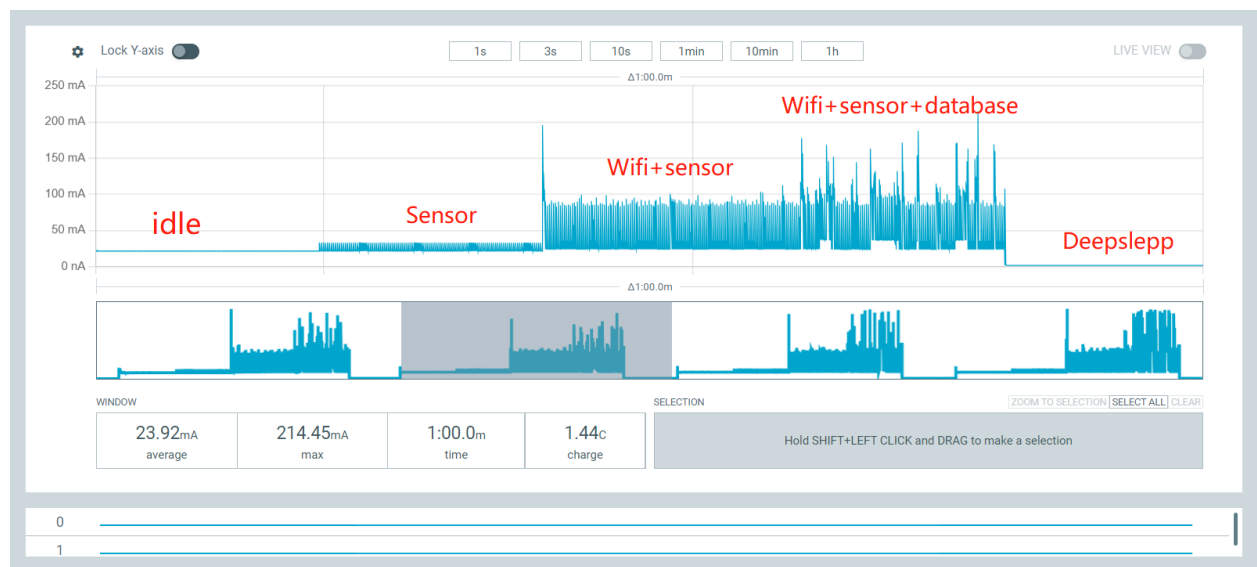 Lock Y-axis
1s 3s 10s 1min 10min 1h
LIVE VIEW
Δ1:00.0m
250 mA
200 mA
150 mA
100 mA
50 mA
0 nA
Wifi+sensor+database
Wifi+sensor
idle
Sensor
Deepslepp
Δ1:00.0m
WINDOW
23.92mA
average
214.45mA
max
1:00.0m
time
1.44C
charge
SELECTION
ZOOM TO SELECTION SELECT ALL CLEAR
Hold SHIFT+LEFT CLICK and DRAG to make a selection
0
1